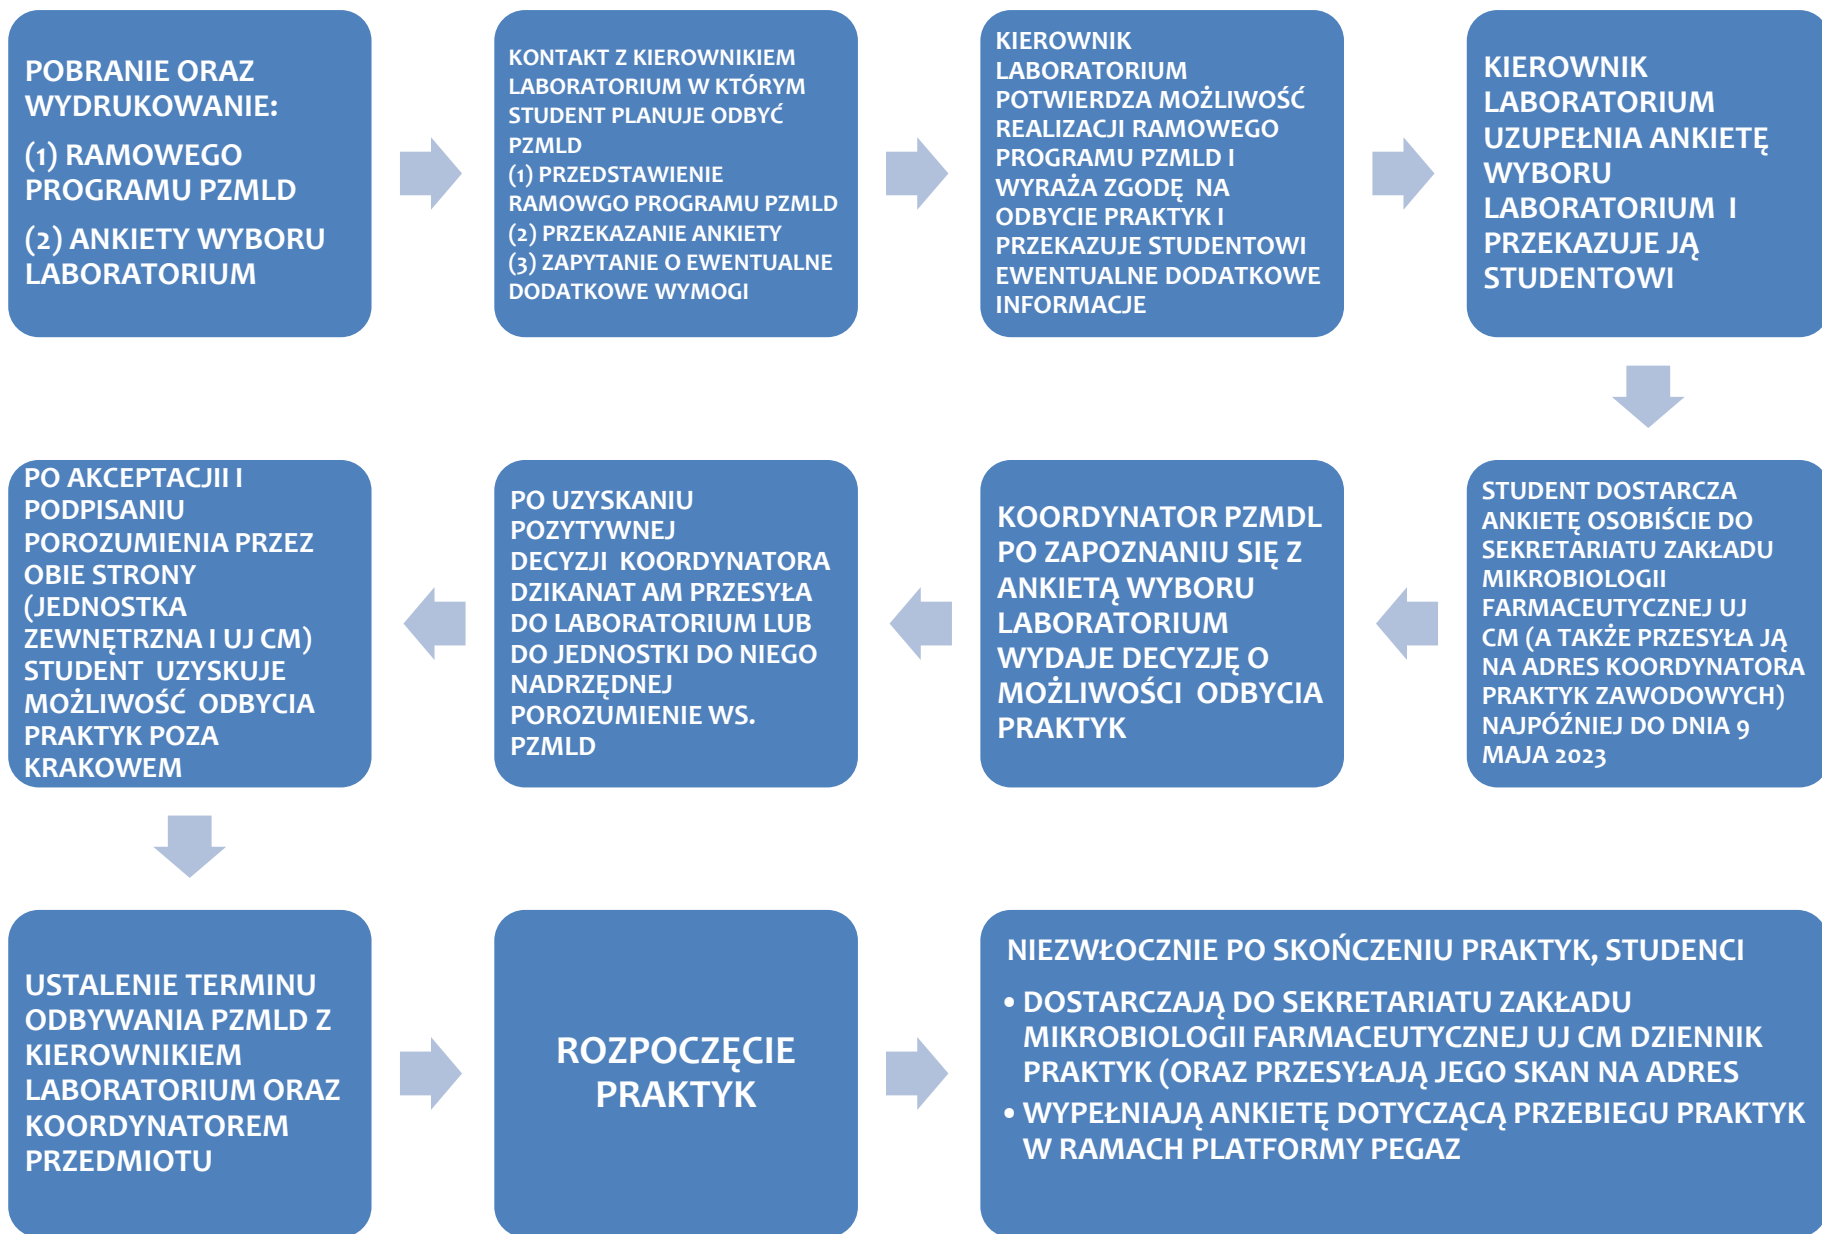 POBRANIE ORAZ
WYDRUKOWANIE:
(1) RAMOWEGO
PROGRAMU PZMLD
(2) ANKIETY WYBORU
LABORATORIUM
KONTAKT Z KIEROWNIKIEM
LABORATORIUM W KTÓRYM
STUDENT PLANUJE ODBYĆ
PZMLD
(1) PRZEDSTAWIENIE
RAMOWGO PROGRAMU PZMLD
(2) PRZEKAZANIE ANKIETY
(3) ZAPYTANIE O EWENTUALNE
DODATKOWE WYMOGI
KIEROWNIK
LABORATORIUM
POTWIERDZA MOŻLIWOŚĆ
REALIZACJI RAMOWEGO
PROGRAMU PZMLD I
WYRAŻA ZGODĘ NA
ODBYCIE PRAKTYK I
PRZEKAZUJE STUDENTOWI
EWENTUALNE DODATKOWE
INFORMACJE
KIEROWNIK
LABORATORIUM
UZUPEŁNIA ANKIETĘ
WYBORU
LABORATORIUM I
PRZEKAZUJE JĄ
STUDENTOWI
STUDENT DOSTARCZA
ANKIETĘ OSOBIŚCIE DO
SEKRETARIATU ZAKŁADU
MIKROBIOLOGII
FARMACEUTYCZNEJ UJ
CM (A TAKŻE PRZESYŁA JĄ
NA ADRES KOORDYNATORA
PRAKTYK ZAWODOWYCH)
NAJPÓŹNIEJ DO DNIA 9
MAJA 2023
KOORDYNATOR PZMDL
PO ZAPOZNANIU SIĘ Z
ANKIETĄ WYBORU
LABORATORIUM
WYDAJE DECYZJĘ O
MOŻLIWOŚCI ODBYCIA
PRAKTYK
PO UZYSKANIU
POZYTYWNEJ
DECYZJI KOORDYNATORA
DZIKANAT AM PRZESYŁA
DO LABORATORIUM LUB
DO JEDNOSTKI DO NIEGO
NADRZĘDNEJ
POROZUMIENIE WS.
PZMLD
PO AKCEPTACJII I
PODPISANIU
POROZUMIENIA PRZEZ
OBIE STRONY
(JEDNOSTKA
ZEWNĘTRZNA I UJ CM)
STUDENT UZYSKUJE
MOŻLIWOŚĆ ODBYCIA
PRAKTYK POZA
KRAKOWEM
USTALENIE TERMINU
ODBYWANIA PZMLD Z
KIEROWNIKIEM
LABORATORIUM ORAZ
KOORDYNATOREM
PRZEDMIOTU
ROZPOCZĘCIE
PRAKTYK
NIEZWŁOCZNIE PO SKOŃCZENIU PRAKTYK, STUDENCI
• DOSTARCZAJĄ DO SEKRETARIATU ZAKŁADU
MIKROBIOLOGII FARMACEUTYCZNEJ UJ CM DZIENNIK
PRAKTYK (ORAZ PRZESYŁAJĄ JEGO SKAN NA ADRES
• WYPEŁNIAJĄ ANKIETĘ DOTYCZĄCĄ PRZEBIEGU PRAKTYK
W RAMACH PLATFORMY PEGAZ